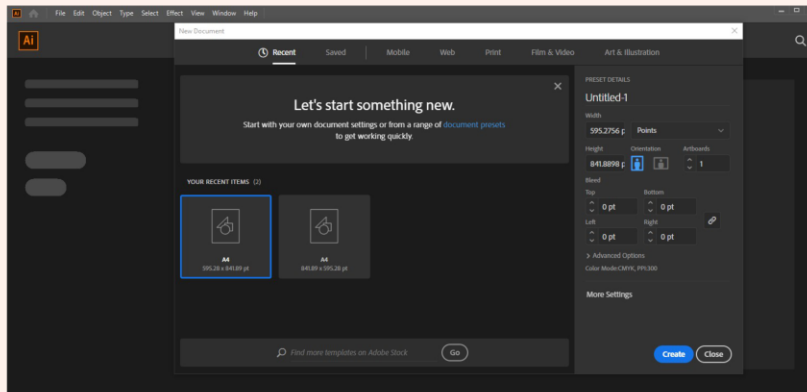 Ai File Edit Object Type Select Effect View Window Help
New Document
Ai
Recent Saved Mobile Web Print Film & Video Art & Illustration
Let's start something new.
Start with your own document settings or from a range of document presets
to get working quickly.
YOUR RECENT ITEMS (2)
A4
595.28 x 841.89 pt
A4
841.89 x 595.28 pt
Find more templates on Adobe Stock
Go
PRESET DETAILS
Untitled-1
Width
595.2756 p Points
Height Orientation Artboards
841.8898 p 1
Bleed
Top Bottom
0 pt 0 pt
Left Right
0 pt 0 pt
> Advanced Options
Color Mode:CMYK, PPI:300
More Settings
Create Close